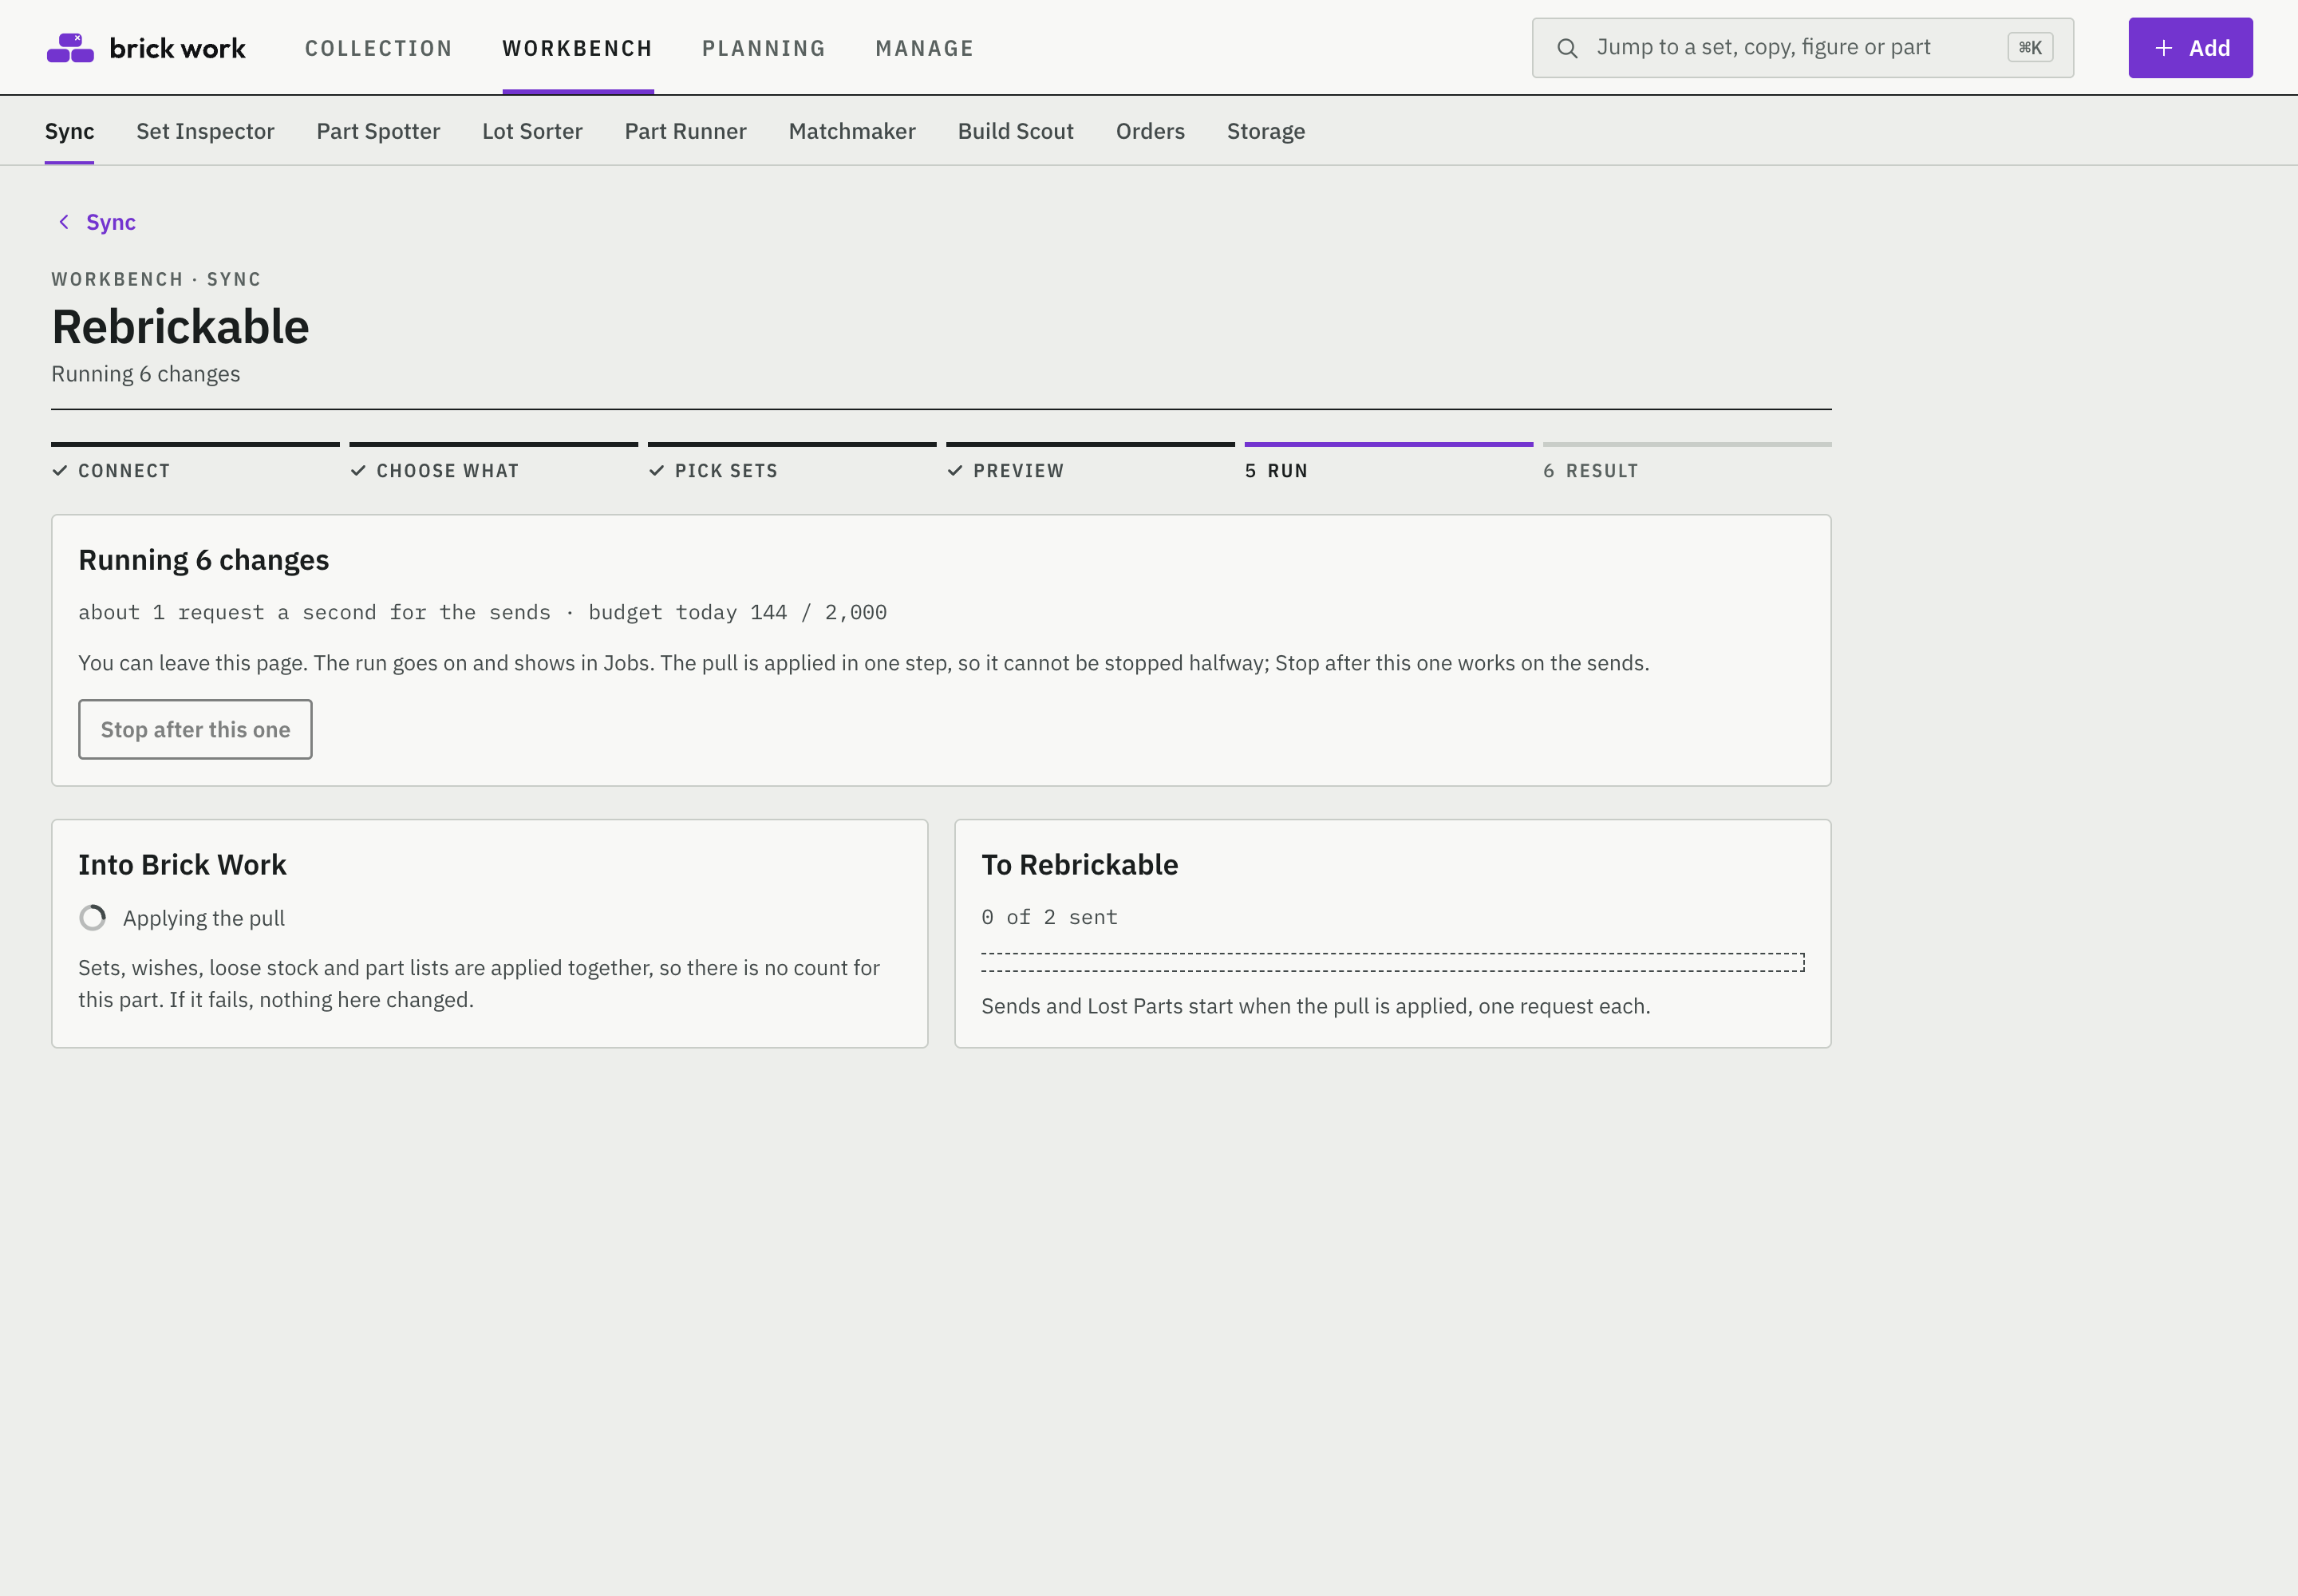 brick work
COLLECTION
WORKBENCH
PLANNING
MANAGE
Jump to a set, copy, figure or part
⌘K
Add
Sync
Set Inspector
Part Spotter
Lot Sorter
Part Runner
Matchmaker
Build Scout
Orders
Storage
Sync
WORKBENCH · SYNC
Rebrickable
Running 6 changes
CONNECT
CHOOSE WHAT
PICK SETS
PREVIEW
5 RUN
6 RESULT
Running 6 changes
about 1 request a second for the sends · budget today 144 / 2,000
You can leave this page. The run goes on and shows in Jobs. The pull is applied in one step, so it cannot be stopped halfway; Stop after this one works on the sends.
Stop after this one
Into Brick Work
Applying the pull
Sets, wishes, loose stock and part lists are applied together, so there is no count for
this part. If it fails, nothing here changed.
To Rebrickable
0 of 2 sent
Sends and Lost Parts start when the pull is applied, one request each.